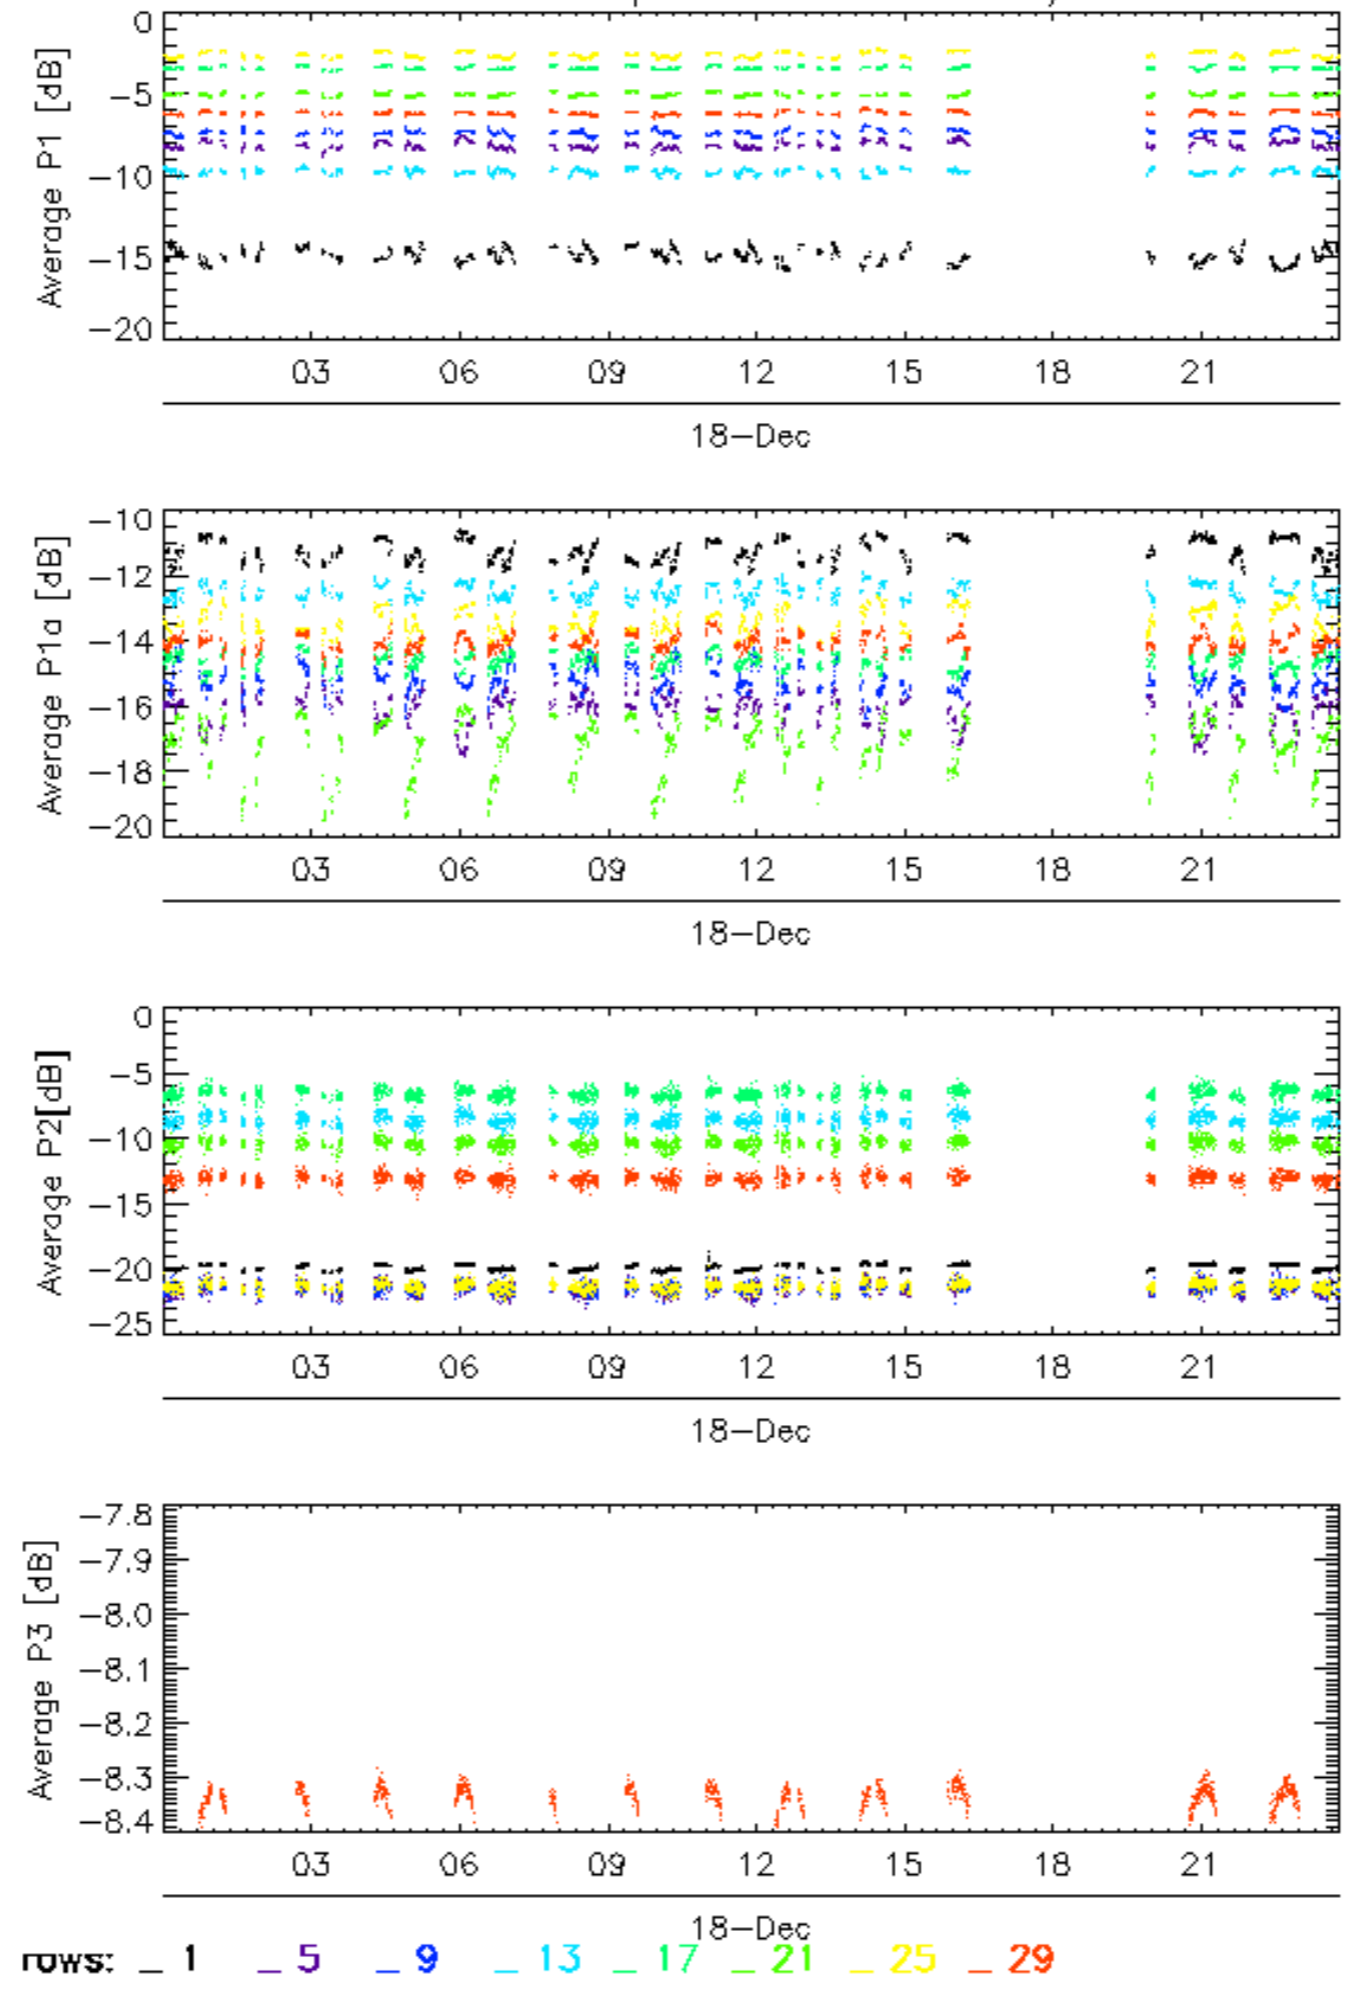 0
−5
−10
−15
−20
Average P1 [dB]
03 06 09 12 15 18 21
18−Dec
−10
−12
−14
−16
−18
−20
Average P1a [dB]
03 06 09 12 15 18 21
18−Dec
0
−5
−10
−15
−20
−25
Average P2[dB]
03 06 09 12 15 18 21
18−Dec
−7.8
−7.9
−8.0
−8.1
−8.2
−8.3
−8.4
Average P3 [dB]
03 06 09 12 15 18 21
18−Dec
rows: _ 1 _ 5 _ 9 _ 13 _ 17 _ 21 _ 25 _ 29